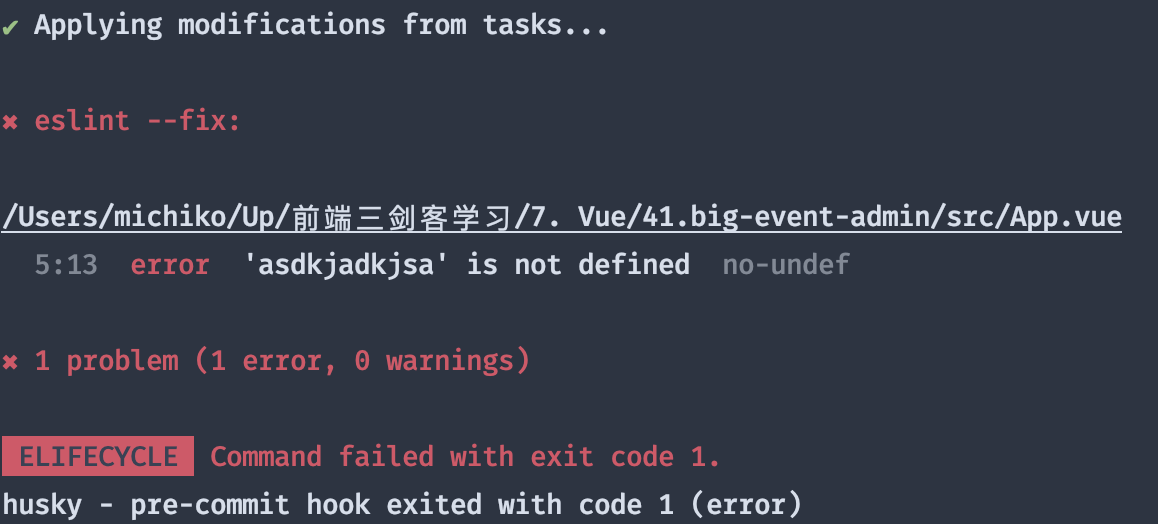 ✔ Applying modifications from tasks...
✖ eslint --fix:
/Users/michiko/Up/前端三剑客学习/7. Vue/41.big-event-admin/src/App.vue
5:13  error  'asdkjadkjsa' is not defined  no-undef
✖ 1 problem (1 error, 0 warnings)
ELIFECYCLE  Command failed with exit code 1.
husky - pre-commit hook exited with code 1 (error)